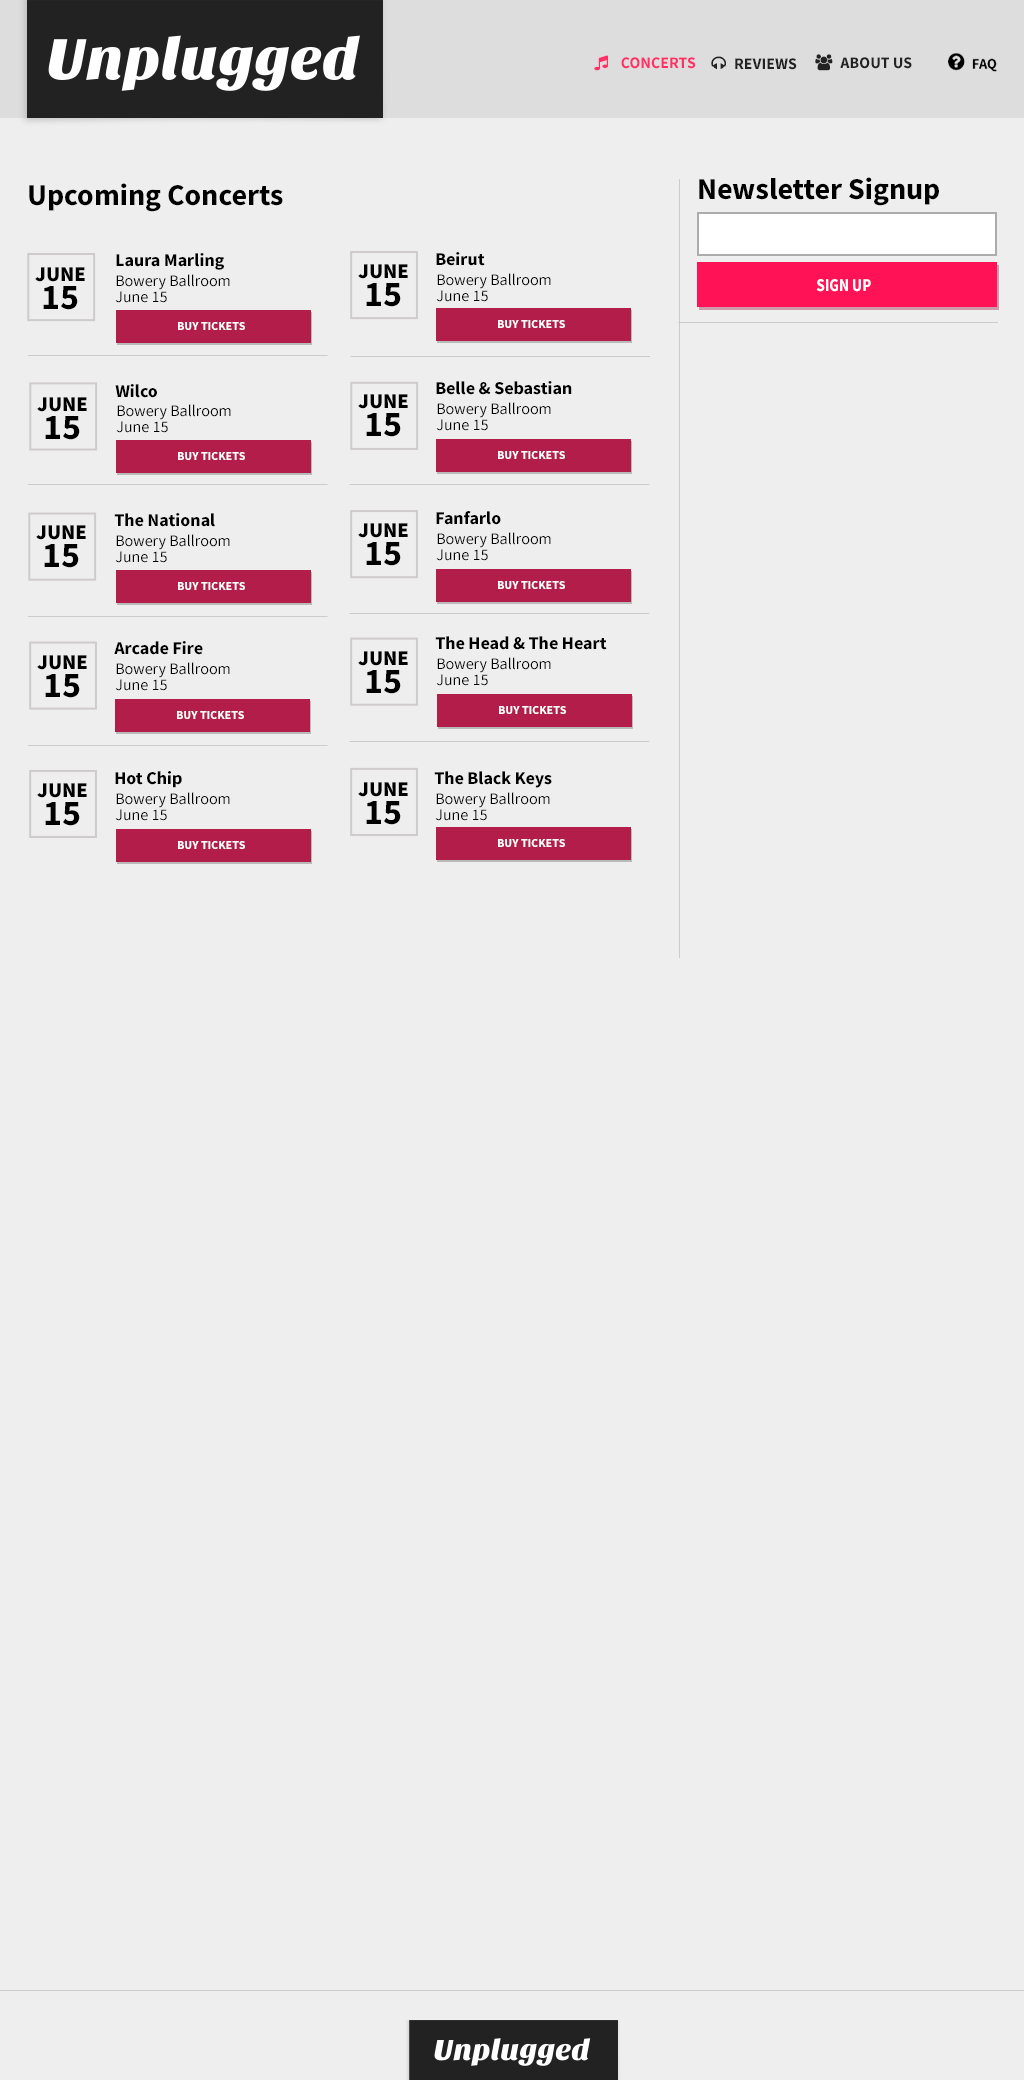 Unplugged
CONCERTS
REVIEWS
ABOUT US
FAQ
Upcoming Concerts
JUNE
15
Laura Marling
Bowery Ballroom
June 15
BUY TICKETS
JUNE
15
Beirut
Bowery Ballroom
June 15
BUY TICKETS
JUNE
15
Wilco
Bowery Ballroom
June 15
BUY TICKETS
JUNE
15
Belle & Sebastian
Bowery Ballroom
June 15
BUY TICKETS
JUNE
15
The National
Bowery Ballroom
June 15
BUY TICKETS
JUNE
15
Fanfarlo
Bowery Ballroom
June 15
BUY TICKETS
JUNE
15
Arcade Fire
Bowery Ballroom
June 15
BUY TICKETS
JUNE
15
The Head & The Heart
Bowery Ballroom
June 15
BUY TICKETS
JUNE
15
Hot Chip
Bowery Ballroom
June 15
BUY TICKETS
JUNE
15
The Black Keys
Bowery Ballroom
June 15
BUY TICKETS
Newsletter Signup
SIGN UP
Unplugged